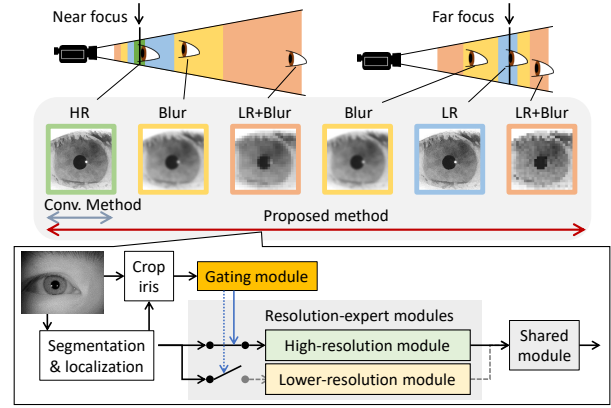 Near focus
Far focus
HR
Blur
LR+Blur
Blur
LR
LR+Blur
Conv. Method
Proposed method
Crop
iris
Gating module
Resolution-expert modules
Segmentation
& localization
High-resolution module
Lower-resolution module
Shared
module